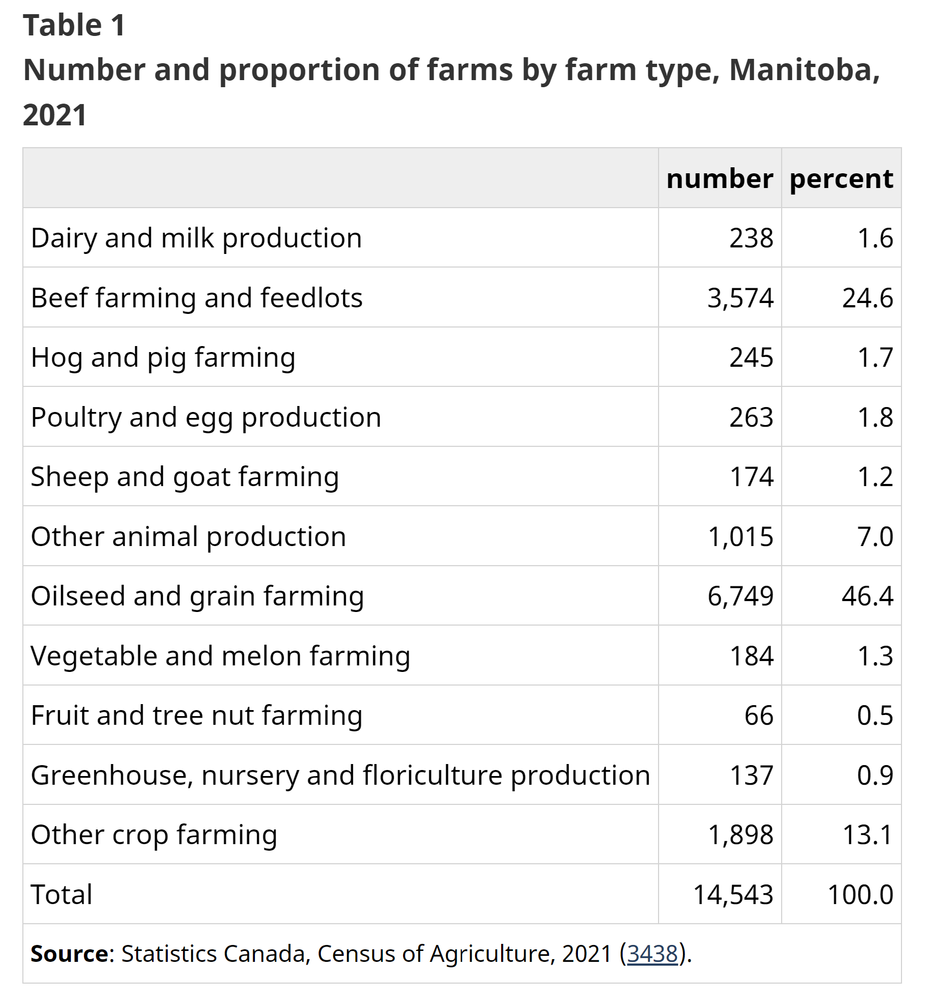 Table 1
Number and proportion of farms by farm type, Manitoba,
2021
number percent
Dairy and milk production 238 1.6
Beef farming and feedlots 3,574 24.6
Hog and pig farming 245 1.7
Poultry and egg production 263 1.8
Sheep and goat farming 174 1.2
Other animal production 1,015 7.0
Oilseed and grain farming 6,749 46.4
Vegetable and melon farming 184 1.3
Fruit and tree nut farming 66 0.5
Greenhouse, nursery and floriculture production 137 0.9
Other crop farming 1,898 13.1
Total 14,543 100.0
Source: Statistics Canada, Census of Agriculture, 2021 (3438).